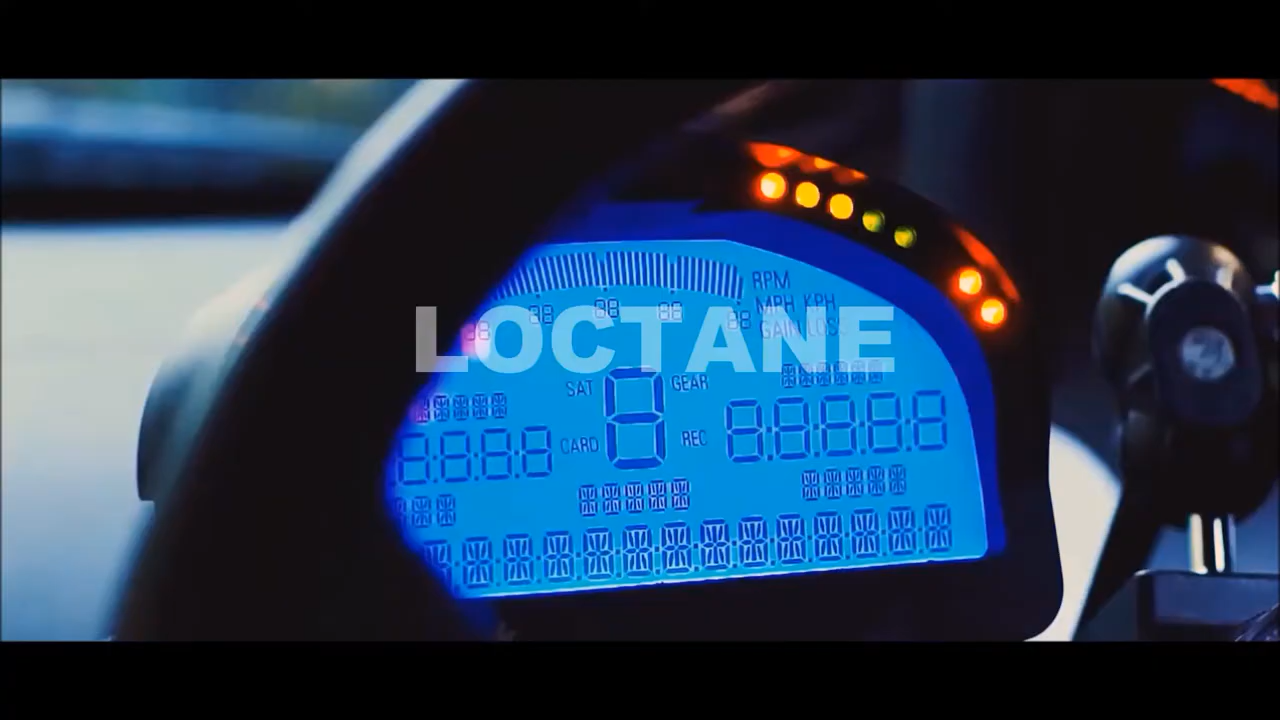 RPM
MPH KPH
GAIN LOSS
LOCTANE
SAT GEAR
CARD REC